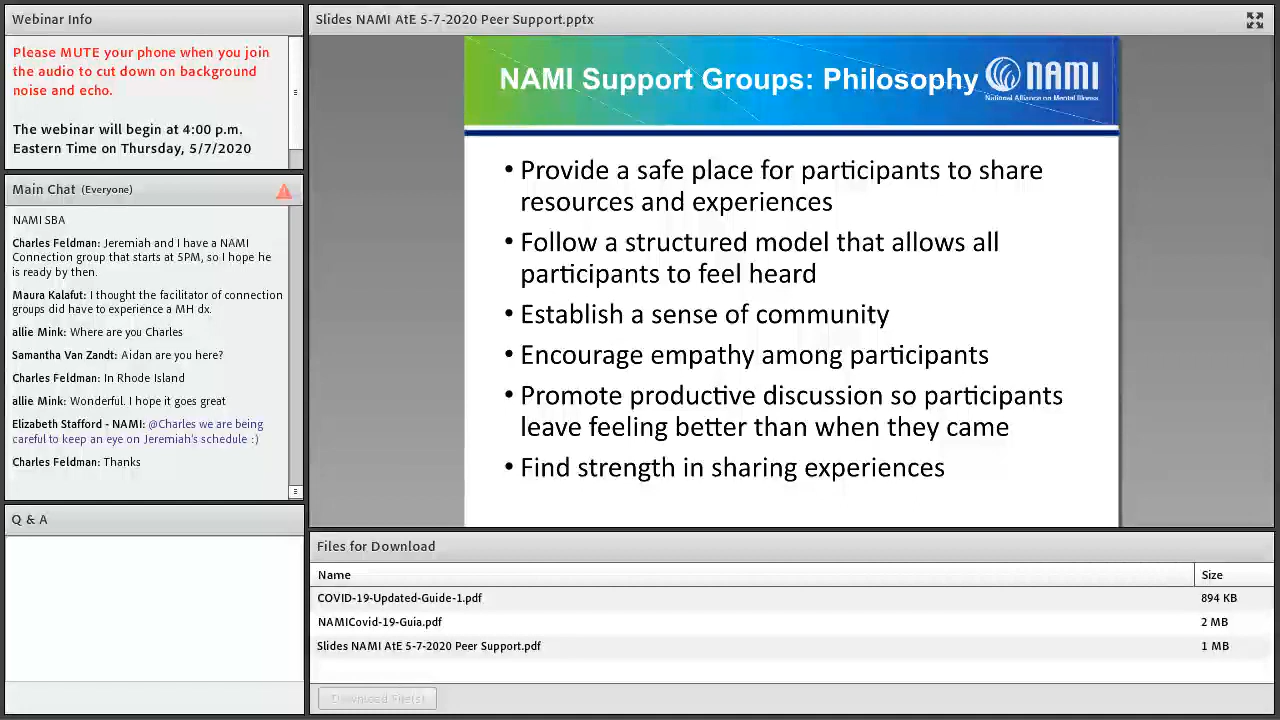 Webinar Info
Please MUTE your phone when you join
the audio to cut down on background
noise and echo.
The webinar will begin at 4:00 p.m.
Eastern Time on Thursday, 5/7/2020
Main Chat (Everyone)
NAMI SBA
Charles Feldman: Jeremiah and I have a NAMI
Connection group that starts at 5PM, so I hope he
is ready by then.
Maura Kalafut: I thought the facilitator of connection
groups did have to experience a MH dx.
allie Mink: Where are you Charles
Samantha Van Zandt: Aidan are you here?
Charles Feldman: In Rhode Island
allie Mink: Wonderful. I hope it goes great
Elizabeth Stafford - NAMI: @Charles we are being
careful to keep an eye on Jeremiah's schedule :)
Charles Feldman: Thanks
Q & A
Slides NAMI AtE 5-7-2020 Peer Support.pptx
NAMI Support Groups: Philosophy
NAMI
National Alliance on Mental Illness
• Provide a safe place for participants to share
resources and experiences
• Follow a structured model that allows all
participants to feel heard
• Establish a sense of community
• Encourage empathy among participants
• Promote productive discussion so participants
leave feeling better than when they came
• Find strength in sharing experiences
Files for Download
Name Size
COVID-19-Updated-Guide-1.pdf 894 KB
NAMICovid-19-Guia.pdf 2 MB
Slides NAMI AtE 5-7-2020 Peer Support.pdf 1 MB
Download File(s)